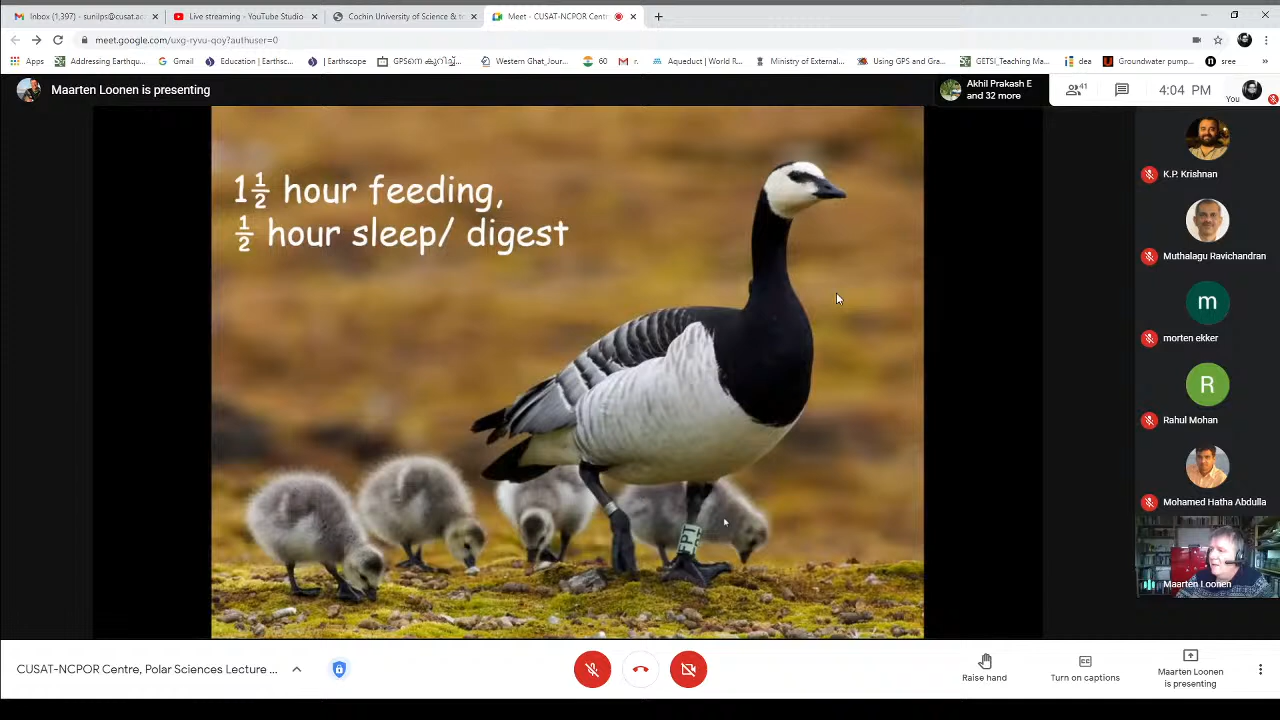 Inbox (1,397) - sunilps@cusat.ac
Live streaming - YouTube Studio
Cochin University of Science & te
Meet - CUSAT-NCPOR Centr
meet.google.com/uxg-ryvu-qoy?authuser=0
Apps
Addressing Earthqu...
Gmail
Education | Earthsc...
| Earthscope
Western Ghat_Jour...
60
r.
Aqueduct | World R...
Ministry of External...
Using GPS and Gra...
GETSI_Teaching Ma...
dea
Groundwater pump...
sree
Maarten Loonen is presenting
Akhil Prakash E
and 32 more
41
You
4:04 PM
1½ hour feeding,
½ hour sleep/ digest
FPI
K.P. Krishnan
Muthalagu Ravichandran
m
morten ekker
R
Rahul Mohan
Mohamed Hatha Abdulla
Maarten Loonen
CUSAT-NCPOR Centre, Polar Sciences Lecture ...
Raise hand
Turn on captions
Maarten Loonen
is presenting